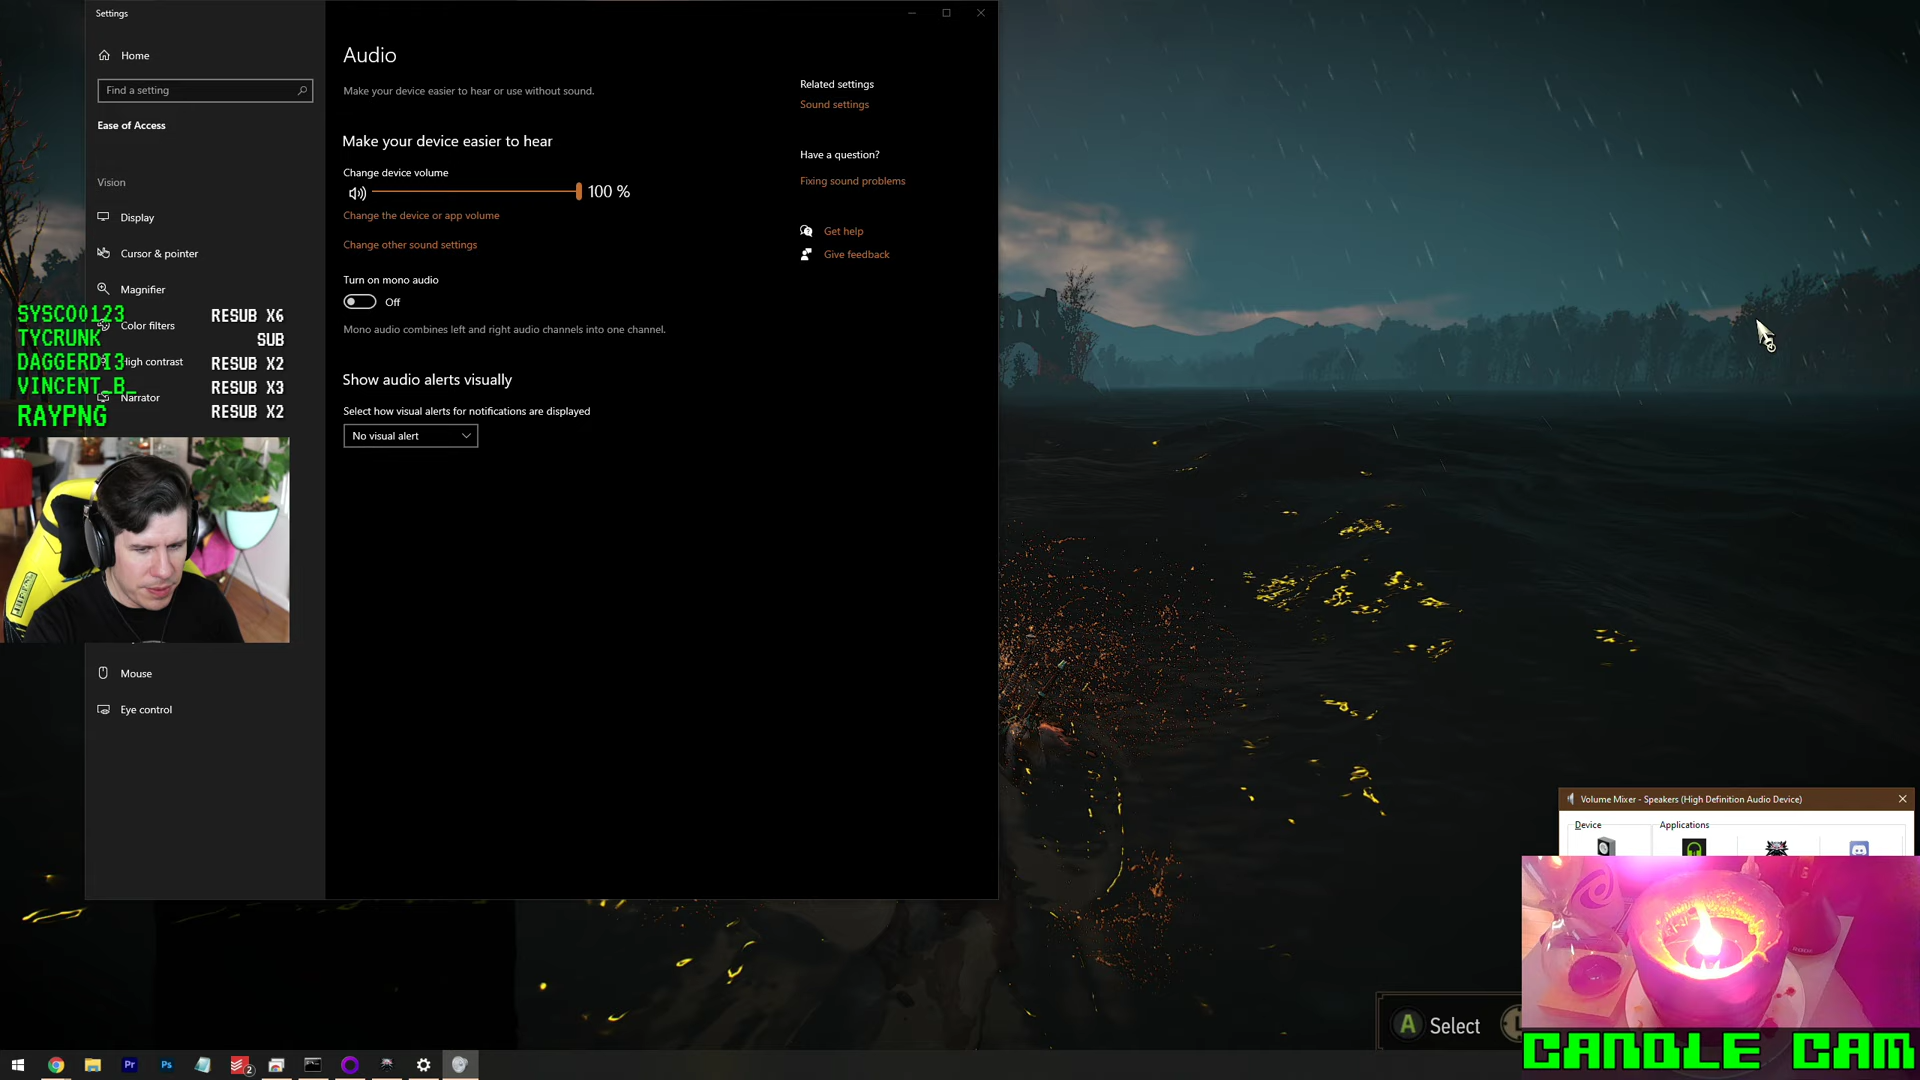 Settings
Home
Find a setting
Ease of Access
Vision
Display
Cursor & pointer
Magnifier
Color filters
High contrast
Narrator
Mouse
Eye control
SYSCO0123 RESUB X6
TYCRUNK SUB
DAGGERDI3 RESUB X2
VINCENT_B_ RESUB X3
RAYPNG RESUB X2
Audio
Make your device easier to hear or use without sound.
Make your device easier to hear
Change device volume
100 %
Change the device or app volume
Change other sound settings
Turn on mono audio
Off
Mono audio combines left and right audio channels into one channel.
Show audio alerts visually
Select how visual alerts for notifications are displayed
No visual alert
Related settings
Sound settings
Have a question?
Fixing sound problems
Get help
Give feedback
Volume Mixer - Speakers (High Definition Audio Device)
Device Applications
A Select
CANDLE CAM
Pr
Ps
2